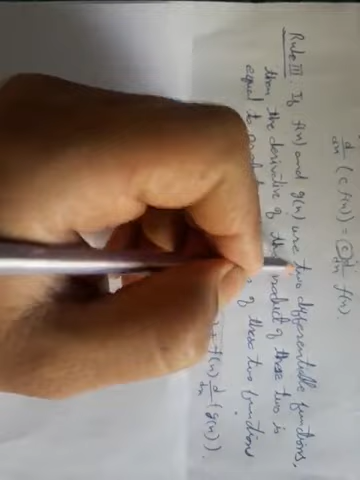 d/dx (c f(x)) = c d/dx f(x)
Rule III. If f(x) and g(x) are two differentiable functions,
then the derivative of the product of these two is
equal to of these two functions
+ f(x) d/dx (g(x)).